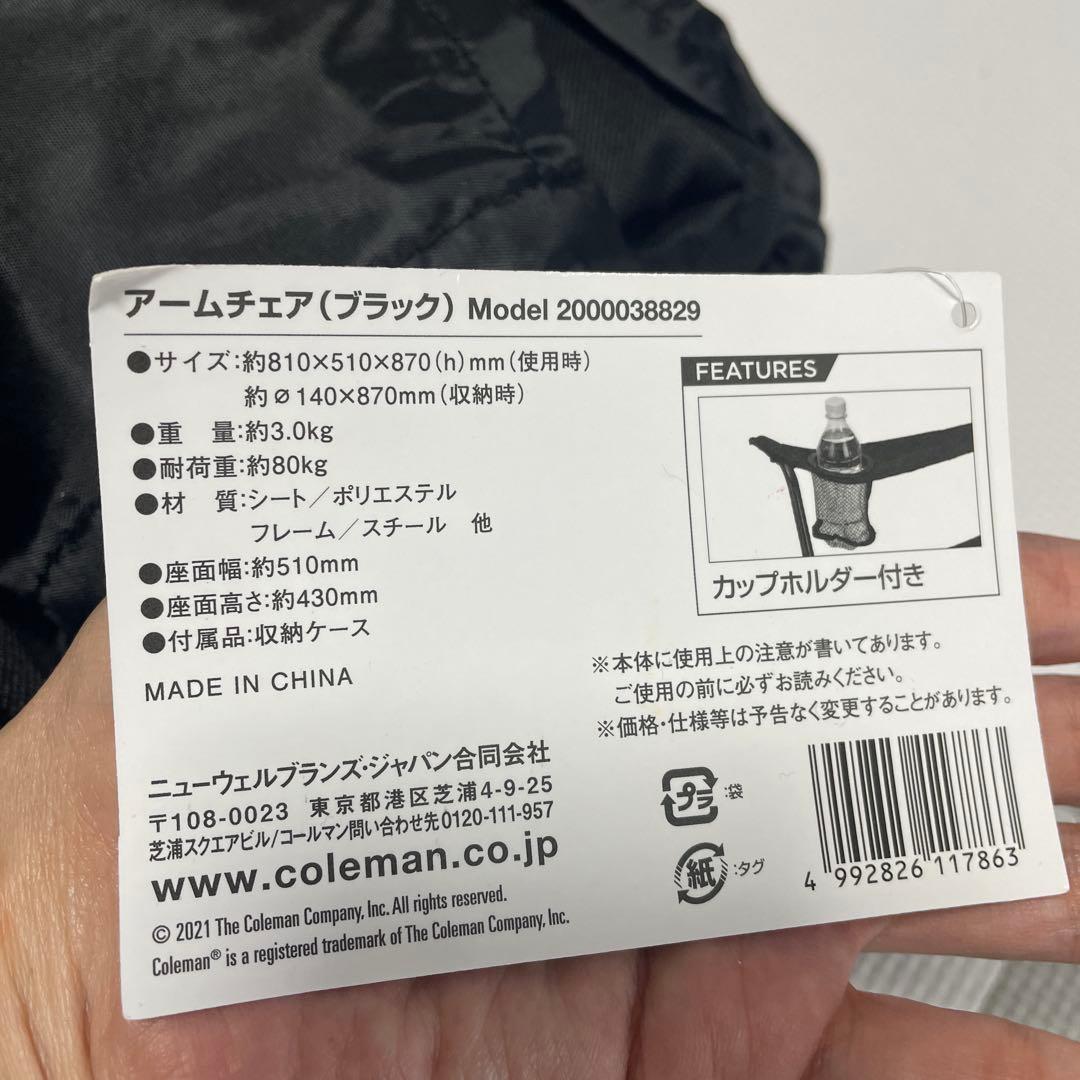 アームチェア（ブラック） Model 2000038829
●サイズ：約810×510×870（h）mm（使用時）
約⌀140×870mm（収納時）
●重　量：約3.0kg
●耐荷重：約80kg
●材　質：シート／ポリエステル
フレーム／スチール　他
●座面幅：約510mm
●座面高さ：約430mm
●付属品：収納ケース
MADE IN CHINA
FEATURES
カップホルダー付き
※本体に使用上の注意が書いてあります。
ご使用の前に必ずお読みください。
※価格・仕様等は予告なく変更することがあります。
ニューウェルブランズ・ジャパン合同会社
〒108-0023　東京都港区芝浦4-9-25
芝浦スクエアビル/コールマン問い合わせ先0120-111-957
www.coleman.co.jp
© 2021 The Coleman Company, Inc. All rights reserved.
Coleman® is a registered trademark of The Coleman Company, Inc.
プラ：袋
紙：タグ
4 992826 117863